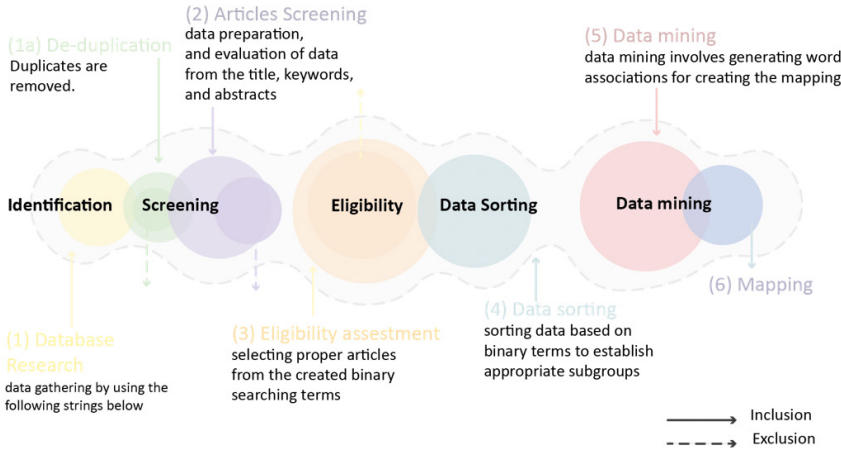 (1a) De-duplication
Duplicates are
removed.
(2) Articles Screening
data preparation,
and evaluation of data
from the title, keywords,
and abstracts
(5) Data mining
data mining involves generating word
associations for creating the mapping
Identification
Screening
Eligibility
Data Sorting
Data mining
(1) Database
Research
data gathering by using the
following strings below
(3) Eligibility assestment
selecting proper articles
from the created binary
searching terms
(4) Data sorting
sorting data based on
binary terms to establish
appropriate subgroups
(6) Mapping
Inclusion
Exclusion